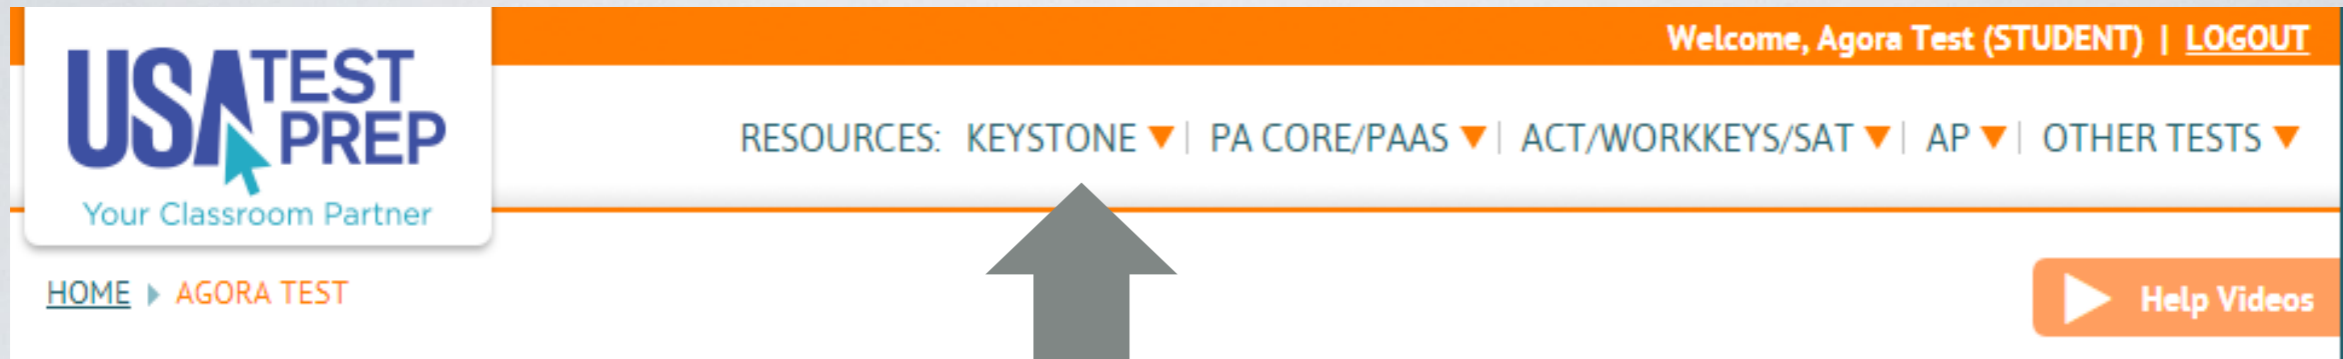 Welcome, Agora Test (STUDENT) | LOGOUT
USA TEST PREP
Your Classroom Partner
RESOURCES: KEYSTONE | PA CORE/PAAS | ACT/WORKKEYS/SAT | AP | OTHER TESTS
HOME AGORA TEST
Help Videos